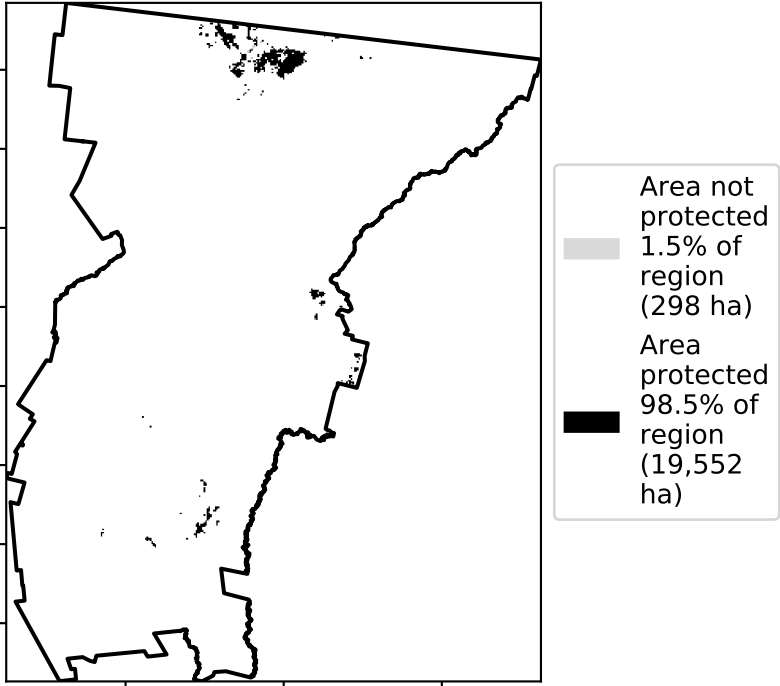 Area not
protected
1.5% of
region
(298 ha)
Area
protected
98.5% of
region
(19,552
ha)